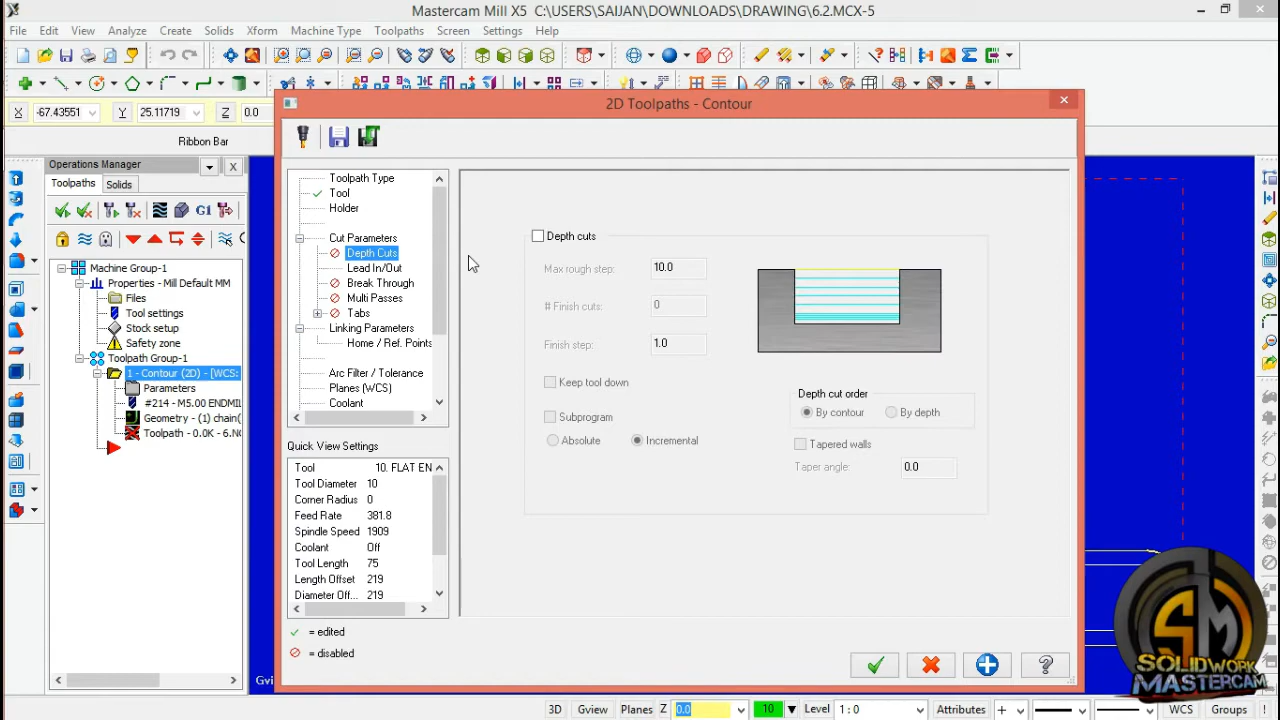 Mastercam Mill X5 C:\USERS\SAIJAN\DOWNLOADS\DRAWING\6.2.MCX-5
File Edit View Analyze Create Solids Xform Machine Type Toolpaths Screen Settings Help
X -67.43551 Y 25.11719 Z 0.0
Ribbon Bar
Operations Manager
Toolpaths Solids
G1
Machine Group-1
Properties - Mill Default MM
Files
Tool settings
Stock setup
Safety zone
Toolpath Group-1
1 - Contour (2D) - [WCS:
Parameters
#214 - M5.00 ENDMIL
Geometry - (1) chain(
Toolpath - 0.0K - 6.NC
2D Toolpaths - Contour
Toolpath Type
Tool
Holder
Cut Parameters
Depth Cuts
Lead In/Out
Break Through
Multi Passes
Tabs
Linking Parameters
Home / Ref. Points
Arc Filter / Tolerance
Planes (WCS)
Coolant
Quick View Settings
Tool 10. FLAT EN
Tool Diameter 10
Corner Radius 0
Feed Rate 381.8
Spindle Speed 1909
Coolant Off
Tool Length 75
Length Offset 219
Diameter Off... 219
= edited
= disabled
Depth cuts
Max rough step: 10.0
# Finish cuts: 0
Finish step: 1.0
Keep tool down
Subprogram
Absolute Incremental
Depth cut order
By contour By depth
Tapered walls
Taper angle: 0.0
SM
SOLIDWORK
MASTERCAM
Gvi
3D Gview Planes Z 0.0 10 Level 1 : 0 Attributes WCS Groups